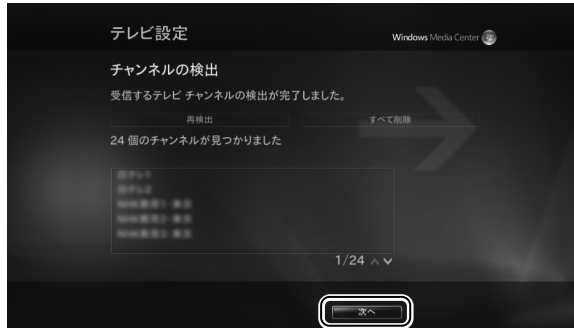 テレビ設定
Windows Media Center
チャンネルの検出
受信するテレビ チャンネルの検出が完了しました。
再検出
すべて削除
24 個のチャンネルが見つかりました
1/24
次へ